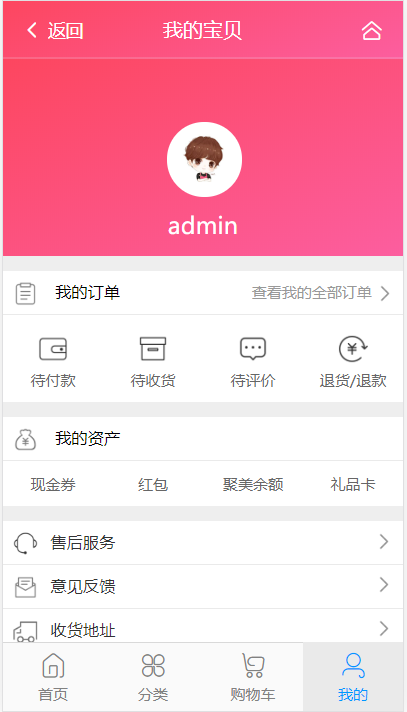 返回 我的宝贝
admin
我的订单 查看我的全部订单
待付款 待收货 待评价 退货/退款
我的资产
现金券 红包 聚美余额 礼品卡
售后服务
意见反馈
收货地址
首页 分类 购物车 我的